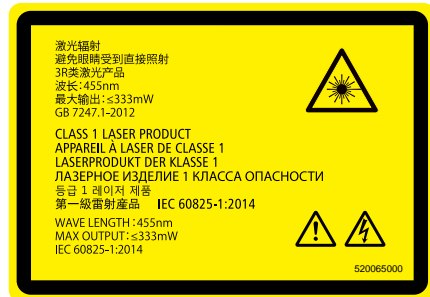 激光辐射
避免眼睛受到直接照射
3R类激光产品
波长:455nm
最大输出:≤333mW
GB 7247.1-2012
CLASS 1 LASER PRODUCT
APPAREIL À LASER DE CLASSE 1
LASERPRODUKT DER KLASSE 1
ЛАЗЕРНОЕ ИЗДЕЛИЕ 1 КЛАССА ОПАСНОСТИ
등급 1 레이저 제품
第一級雷射産品 IEC 60825-1:2014
WAVE LENGTH:455nm
MAX OUTPUT:≤333mW
IEC 60825-1:2014
520065000